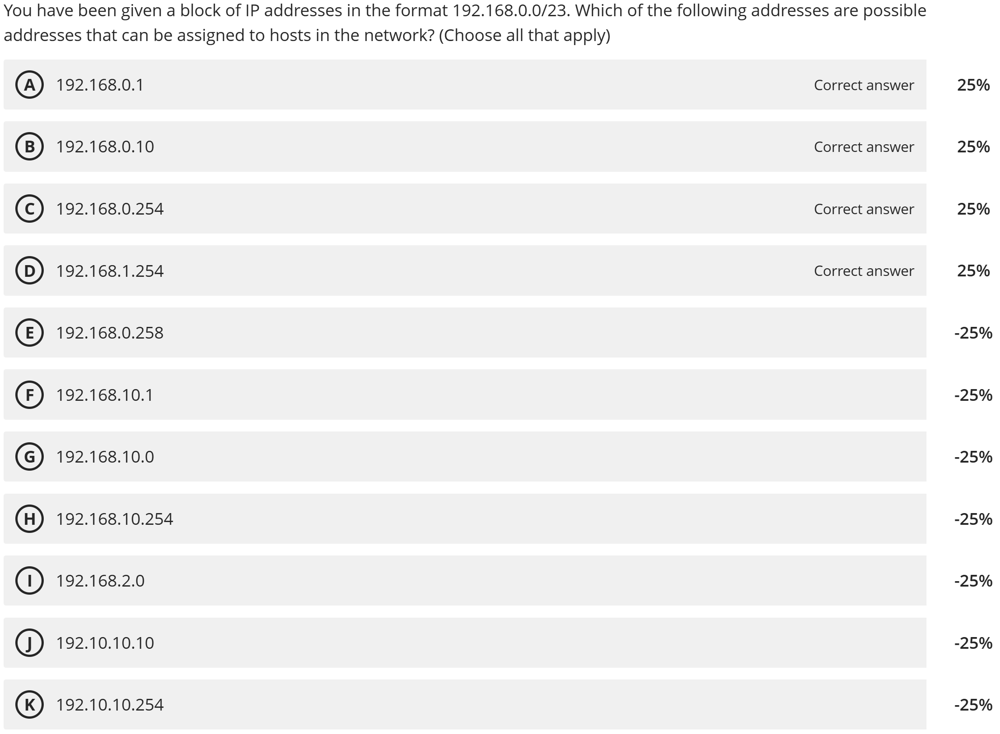 You have been given a block of IP addresses in the format 192.168.0.0/23. Which of the following addresses are possible
addresses that can be assigned to hosts in the network? (Choose all that apply)
A 192.168.0.1 Correct answer 25%
B 192.168.0.10 Correct answer 25%
C 192.168.0.254 Correct answer 25%
D 192.168.1.254 Correct answer 25%
E 192.168.0.258 -25%
F 192.168.10.1 -25%
G 192.168.10.0 -25%
H 192.168.10.254 -25%
I 192.168.2.0 -25%
J 192.10.10.10 -25%
K 192.10.10.254 -25%